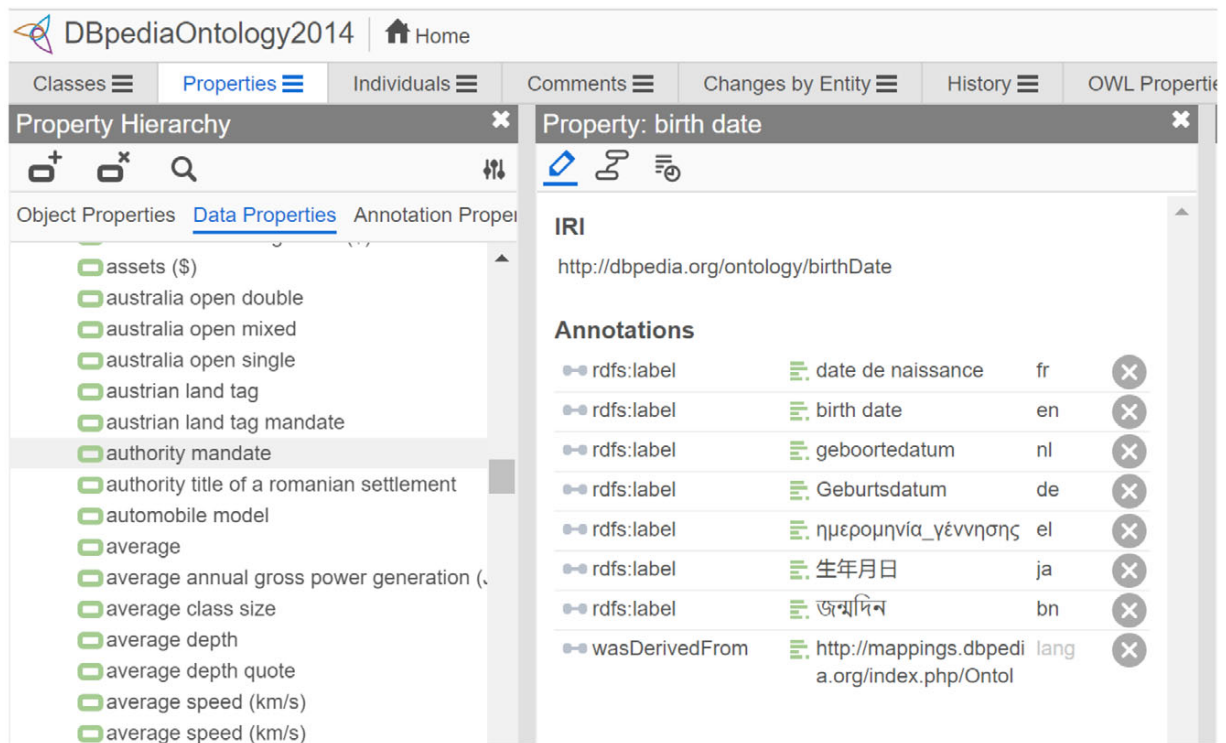 DBpediaOntology2014 Home
Classes Properties Individuals Comments Changes by Entity History OWL Propertie
Property Hierarchy
Object Properties Data Properties Annotation Proper
assets ($)
australia open double
australia open mixed
australia open single
austrian land tag
austrian land tag mandate
authority mandate
authority title of a romanian settlement
automobile model
average
average annual gross power generation (J
average class size
average depth
average depth quote
average speed (km/s)
average speed (km/s)
Property: birth date
IRI
http://dbpedia.org/ontology/birthDate
Annotations
rdfs:label date de naissance fr
rdfs:label birth date en
rdfs:label geboortedatum nl
rdfs:label Geburtsdatum de
rdfs:label ημερομηνία_γέννησης el
rdfs:label 生年月日 ja
rdfs:label জন্মদিন bn
wasDerivedFrom http://mappings.dbpedi lang
a.org/index.php/Ontol